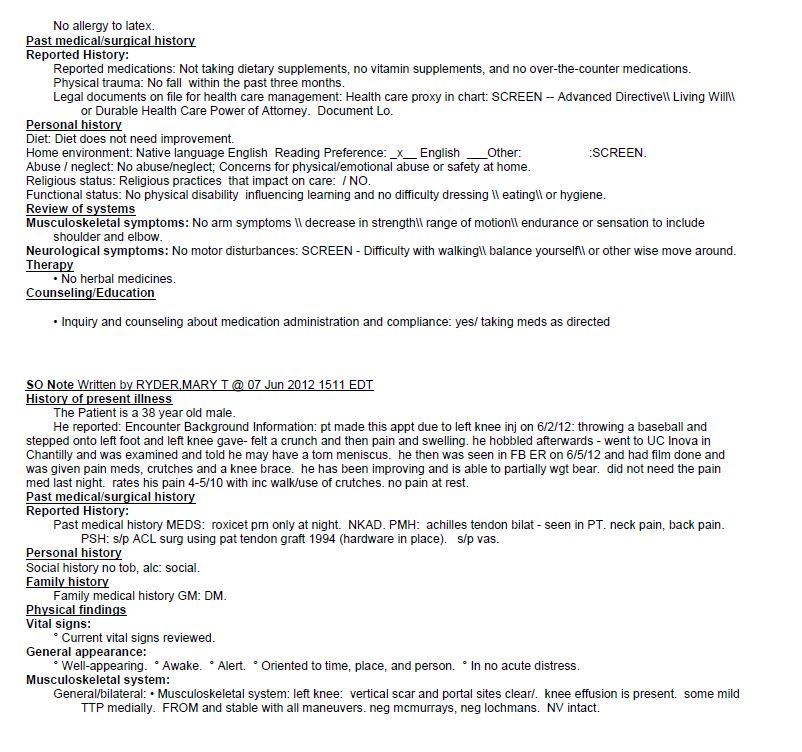 No allergy to latex.
Past medical/surgical history
Reported History:
Reported medications: Not taking dietary supplements, no vitamin supplements, and no over-the-counter medications.
Physical trauma: No fall within the past three months.
Legal documents on file for health care management: Health care proxy in chart: SCREEN -- Advanced Directive\\ Living Will\\
or Durable Health Care Power of Attorney. Document Lo.
Personal history
Diet: Diet does not need improvement.
Home environment: Native language English Reading Preference: _x__ English ___Other: :SCREEN.
Abuse / neglect: No abuse/neglect; Concerns for physical/emotional abuse or safety at home.
Religious status: Religious practices that impact on care: / NO.
Functional status: No physical disability influencing learning and no difficulty dressing \\ eating\\ or hygiene.
Review of systems
Musculoskeletal symptoms: No arm symptoms \\ decrease in strength\\ range of motion\\ endurance or sensation to include
shoulder and elbow.
Neurological symptoms: No motor disturbances: SCREEN - Difficulty with walking\\ balance yourself\\ or other wise move around.
Therapy
• No herbal medicines.
Counseling/Education
• Inquiry and counseling about medication administration and compliance: yes/ taking meds as directed
SO Note Written by RYDER,MARY T @ 07 Jun 2012 1511 EDT
History of present illness
The Patient is a 38 year old male.
He reported: Encounter Background Information: pt made this appt due to left knee inj on 6/2/12: throwing a baseball and
stepped onto left foot and left knee gave- felt a crunch and then pain and swelling. he hobbled afterwards - went to UC Inova in
Chantilly and was examined and told he may have a torn meniscus. he then was seen in FB ER on 6/5/12 and had film done and
was given pain meds, crutches and a knee brace. he has been improving and is able to partially wgt bear. did not need the pain
med last night. rates his pain 4-5/10 with inc walk/use of crutches. no pain at rest.
Past medical/surgical history
Reported History:
Past medical history MEDS: roxicet prn only at night. NKAD. PMH: achilles tendon bilat - seen in PT. neck pain, back pain.
PSH: s/p ACL surg using pat tendon graft 1994 (hardware in place). s/p vas.
Personal history
Social history no tob, alc: social.
Family history
Family medical history GM: DM.
Physical findings
Vital signs:
° Current vital signs reviewed.
General appearance:
° Well-appearing. ° Awake. ° Alert. ° Oriented to time, place, and person. ° In no acute distress.
Musculoskeletal system:
General/bilateral: • Musculoskeletal system: left knee: vertical scar and portal sites clear/. knee effusion is present. some mild
TTP medially. FROM and stable with all maneuvers. neg mcmurrays, neg lochmans. NV intact.